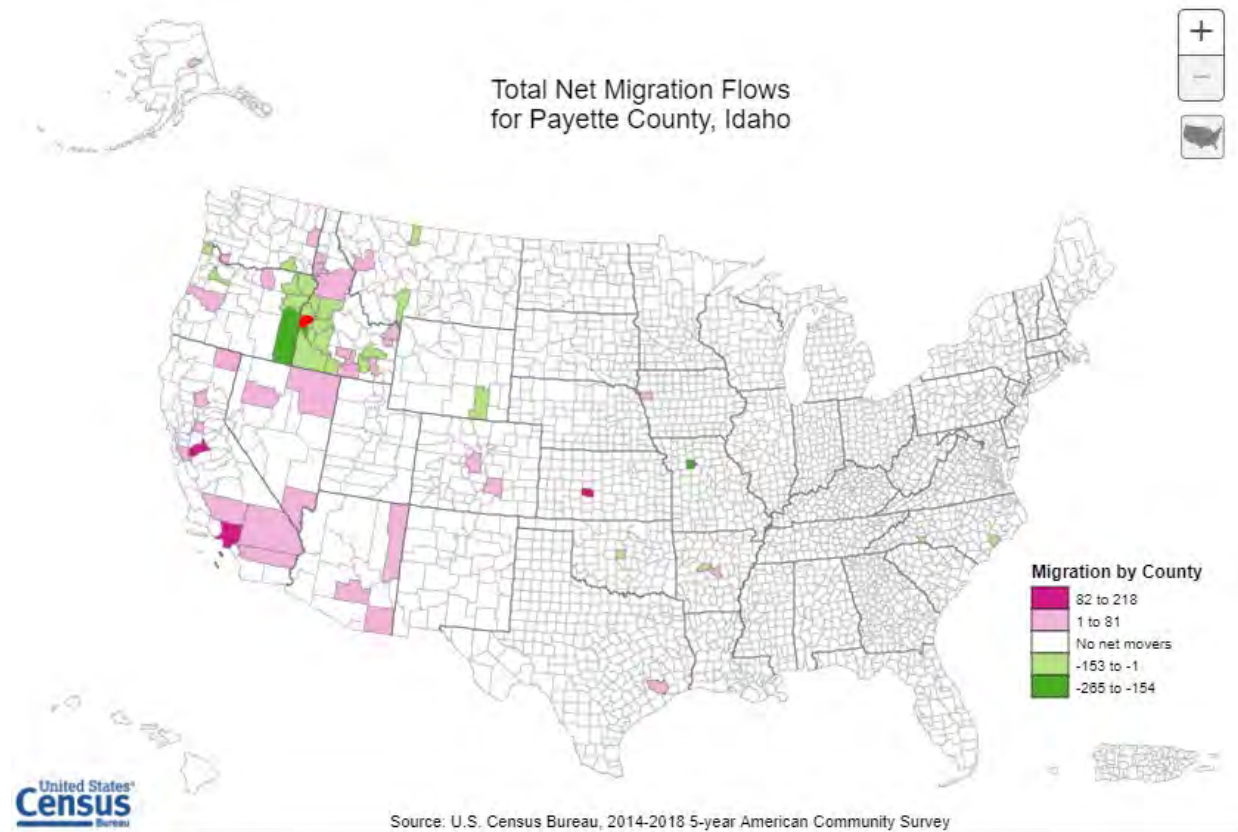 +
−
Total Net Migration Flows
for Payette County, Idaho
Migration by County
82 to 218
1 to 81
No net movers
-153 to -1
-265 to -154
United States®
Census
Bureau
Source: U.S. Census Bureau, 2014-2018 5-year American Community Survey